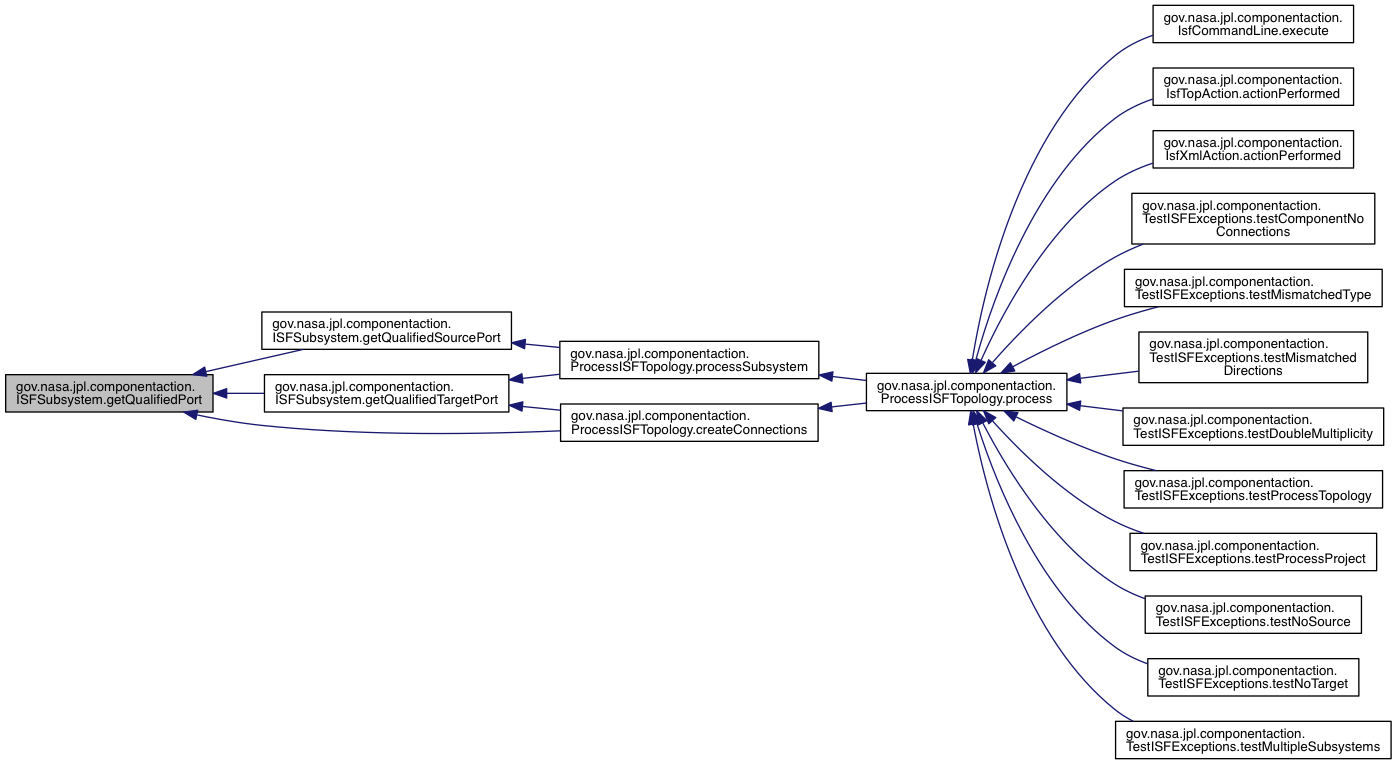 gov.nasa.jpl.componentaction.
IsfCommandLine.execute
gov.nasa.jpl.componentaction.
IsfTopAction.actionPerformed
gov.nasa.jpl.componentaction.
IsfXmlAction.actionPerformed
gov.nasa.jpl.componentaction.
TestISFExceptions.testComponentNo
Connections
gov.nasa.jpl.componentaction.
TestISFExceptions.testMismatchedType
gov.nasa.jpl.componentaction.
ISFSubsystem.getQualifiedSourcePort
gov.nasa.jpl.componentaction.
ProcessISFTopology.processSubsystem
gov.nasa.jpl.componentaction.
TestISFExceptions.testMismatched
Directions
gov.nasa.jpl.componentaction.
ISFSubsystem.getQualifiedPort
gov.nasa.jpl.componentaction.
ISFSubsystem.getQualifiedTargetPort
gov.nasa.jpl.componentaction.
ProcessISFTopology.process
gov.nasa.jpl.componentaction.
ProcessISFTopology.createConnections
gov.nasa.jpl.componentaction.
TestISFExceptions.testDoubleMultiplicity
gov.nasa.jpl.componentaction.
TestISFExceptions.testProcessTopology
gov.nasa.jpl.componentaction.
TestISFExceptions.testProcessProject
gov.nasa.jpl.componentaction.
TestISFExceptions.testNoSource
gov.nasa.jpl.componentaction.
TestISFExceptions.testNoTarget
gov.nasa.jpl.componentaction.
TestISFExceptions.testMultipleSubsystems